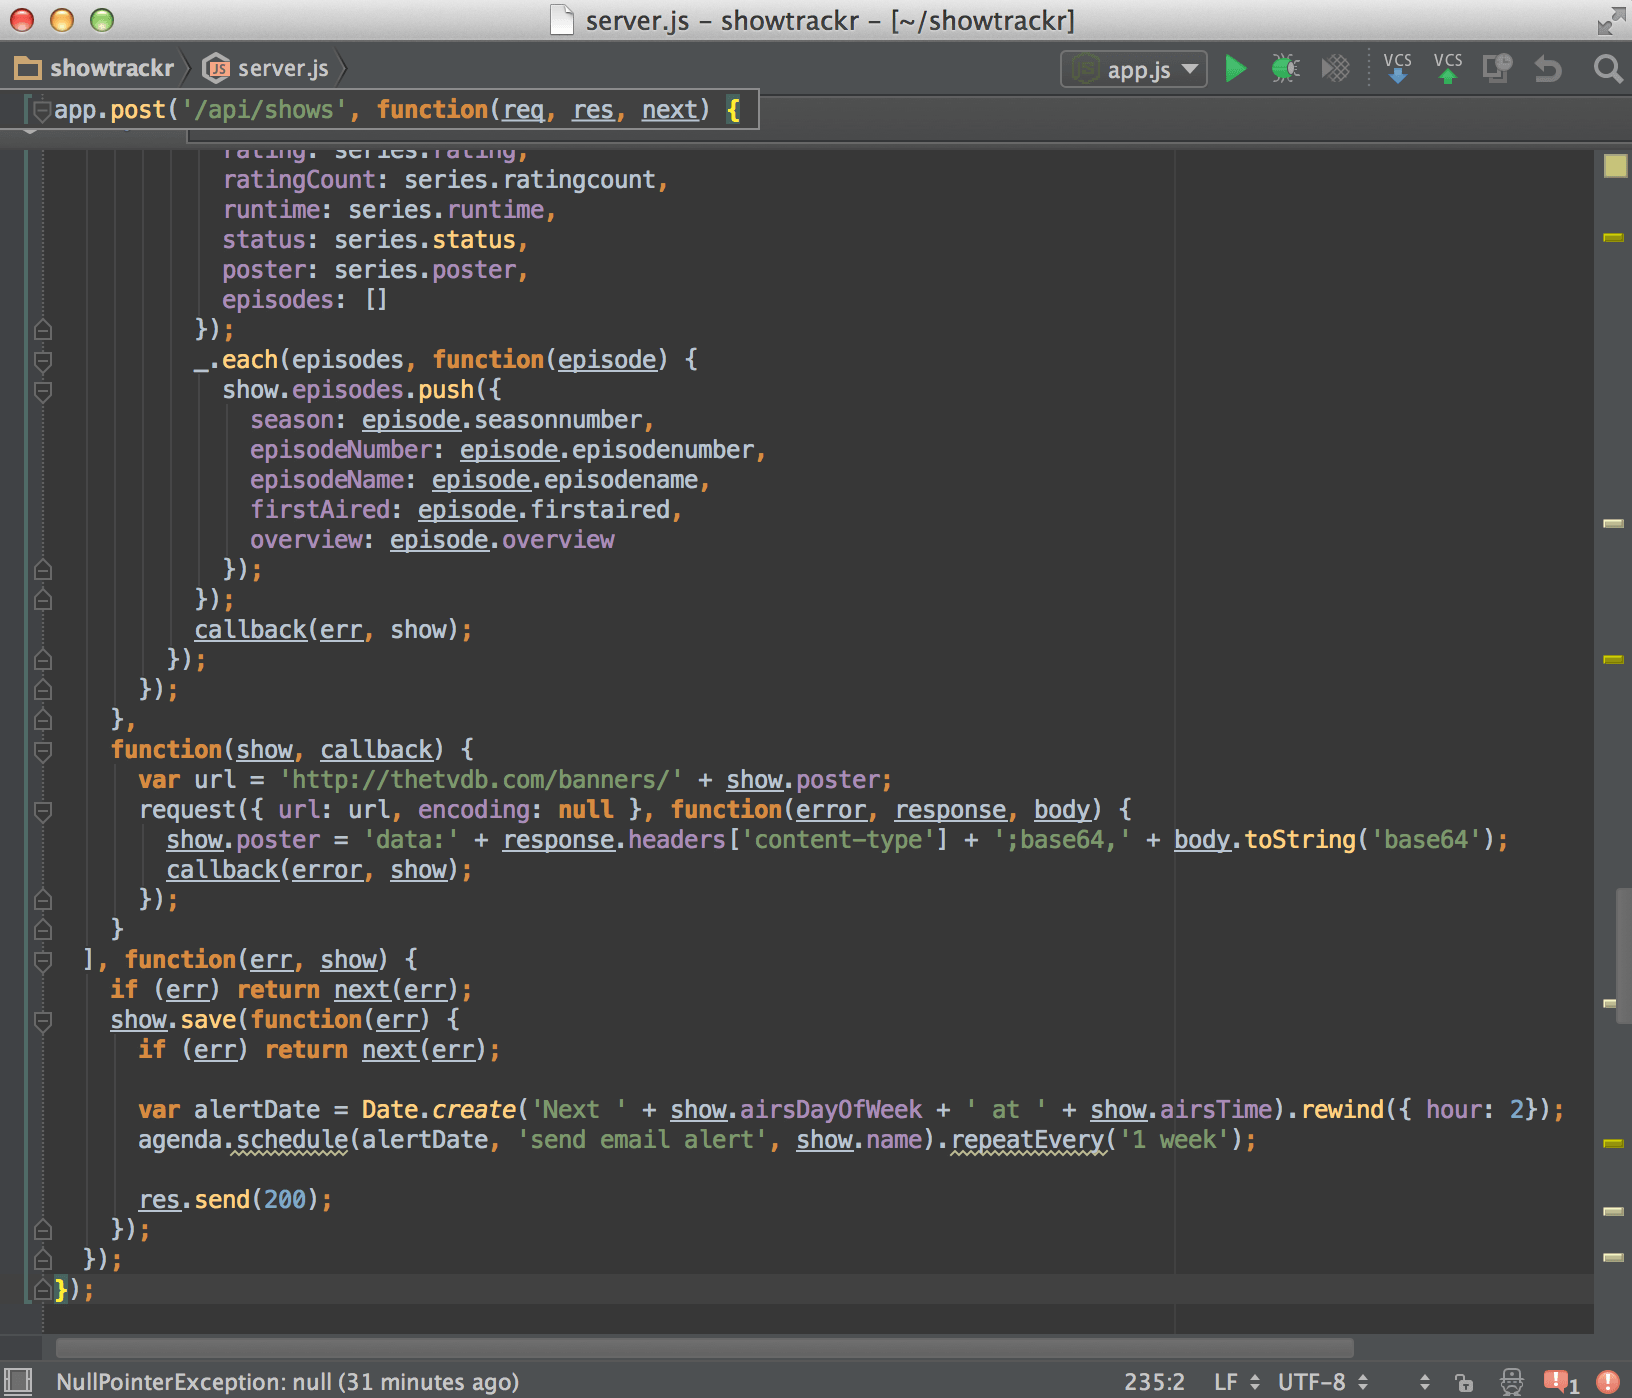 server.js – showtrackr – [~/showtrackr]
showtrackr
JS server.js
JS app.js
VCS
VCS
app.post('/api/shows', function(req, res, next) {
rating: series.rating,
ratingCount: series.ratingcount,
runtime: series.runtime,
status: series.status,
poster: series.poster,
episodes: []
});
_.each(episodes, function(episode) {
show.episodes.push({
season: episode.seasonnumber,
episodeNumber: episode.episodenumber,
episodeName: episode.episodename,
firstAired: episode.firstaired,
overview: episode.overview
});
});
callback(err, show);
});
});
},
function(show, callback) {
var url = 'http://thetvdb.com/banners/' + show.poster;
request({ url: url, encoding: null }, function(error, response, body) {
show.poster = 'data:' + response.headers['content-type'] + ';base64,' + body.toString('base64');
callback(error, show);
});
}
], function(err, show) {
if (err) return next(err);
show.save(function(err) {
if (err) return next(err);
var alertDate = Date.create('Next ' + show.airsDayOfWeek + ' at ' + show.airsTime).rewind({ hour: 2});
agenda.schedule(alertDate, 'send email alert', show.name).repeatEvery('1 week');
res.send(200);
});
});
});
NullPointerException: null (31 minutes ago)
235:2
LF
UTF-8
1